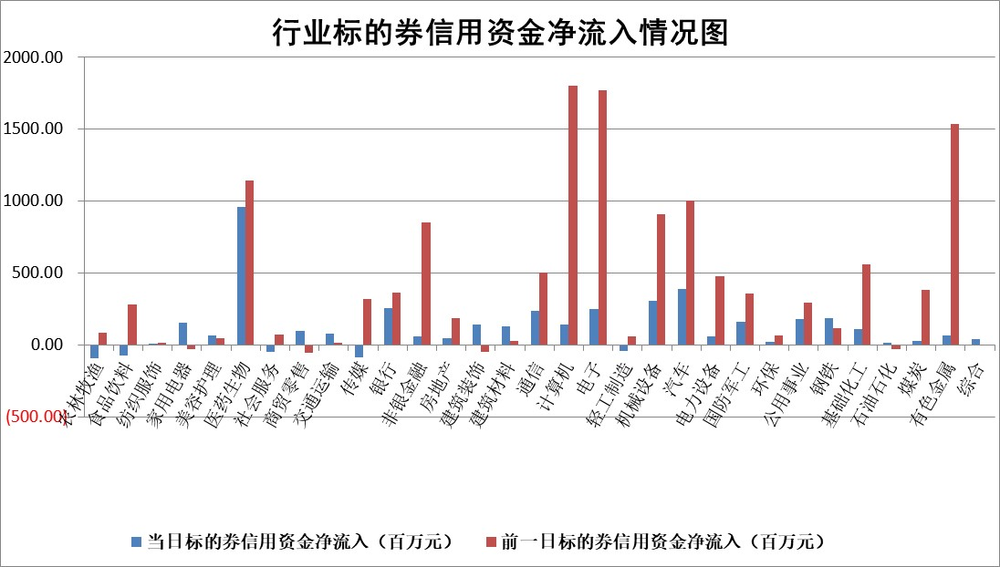 行业标的券信用资金净流入情况图
2000.00
1500.00
1000.00
500.00
0.00
(500.00)
农林牧渔
食品饮料
纺织服饰
家用电器
美容护理
医药生物
社会服务
商贸零售
交通运输
传媒
银行
非银金融
房地产
建筑装饰
建筑材料
通信
计算机
电子
轻工制造
机械设备
汽车
电力设备
国防军工
环保
公用事业
钢铁
基础化工
石油石化
煤炭
有色金属
综合
当日标的券信用资金净流入（百万元）
前一日标的券信用资金净流入（百万元）